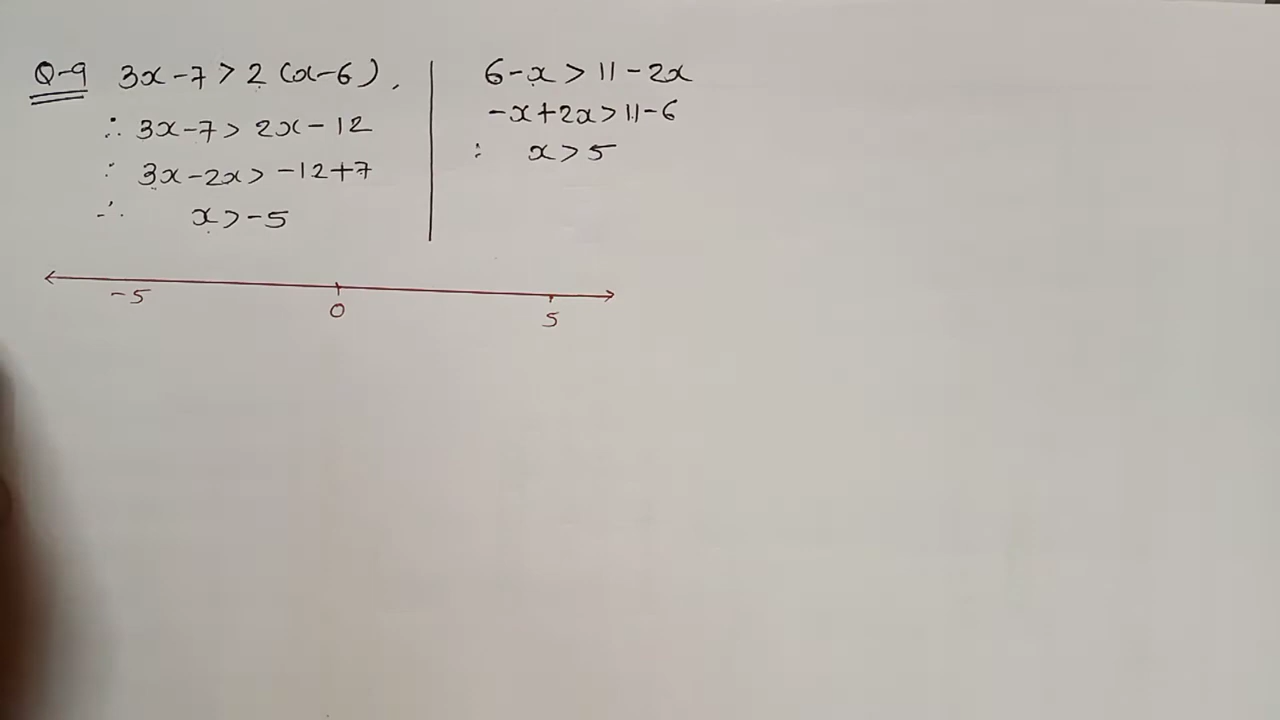 Q-9 3x-7>2(x-6),
∴ 3x-7>2x-12
∴ 3x-2x>-12+7
∴ x>-5
6-x>11-2x
-x+2x>11-6
∴ x>5
-5 0 5